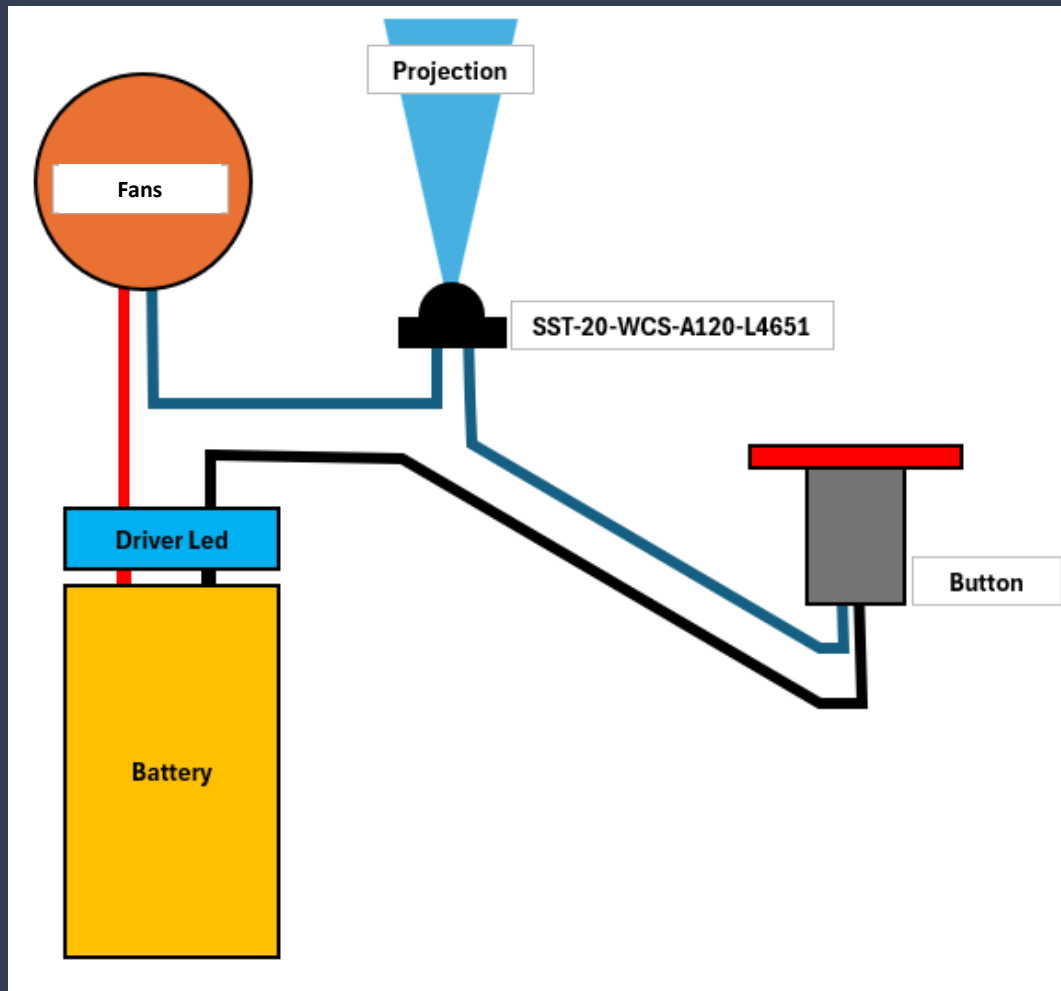 Projection
Fans
SST-20-WCS-A120-L4651
Driver Led
Button
Battery